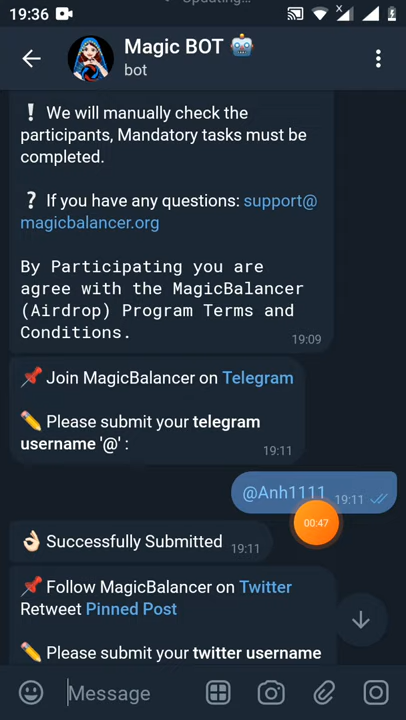 19:36
Updating...
Magic BOT 🤖
bot
❗ We will manually check the
participants, Mandatory tasks must be
completed.
❓ If you have any questions: support@
magicbalancer.org
By Participating you are
agree with the MagicBalancer
(Airdrop) Program Terms and
Conditions.
19:09
📌 Join MagicBalancer on Telegram
✏️ Please submit your telegram
username '@' :
19:11
@Anh1111 19:11
00:47
👌🏻 Successfully Submitted 19:11
📌 Follow MagicBalancer on Twitter
Retweet Pinned Post
✏️ Please submit your twitter username
Message